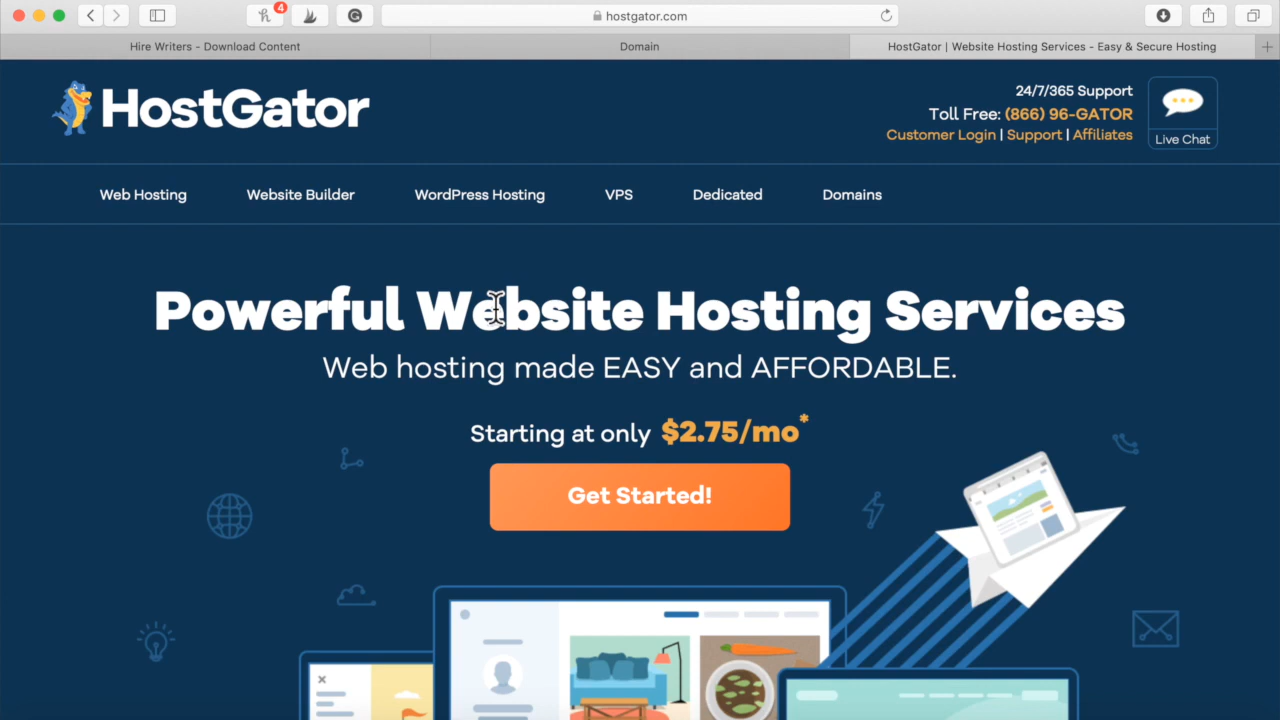 4
hostgator.com
Hire Writers - Download Content
Domain
HostGator | Website Hosting Services - Easy & Secure Hosting
HostGator
24/7/365 Support
Toll Free: (866) 96-GATOR
Customer Login | Support | Affiliates
Live Chat
Web Hosting
Website Builder
WordPress Hosting
VPS
Dedicated
Domains
Powerful Website Hosting Services
Web hosting made EASY and AFFORDABLE.
Starting at only $2.75/mo*
Get Started!